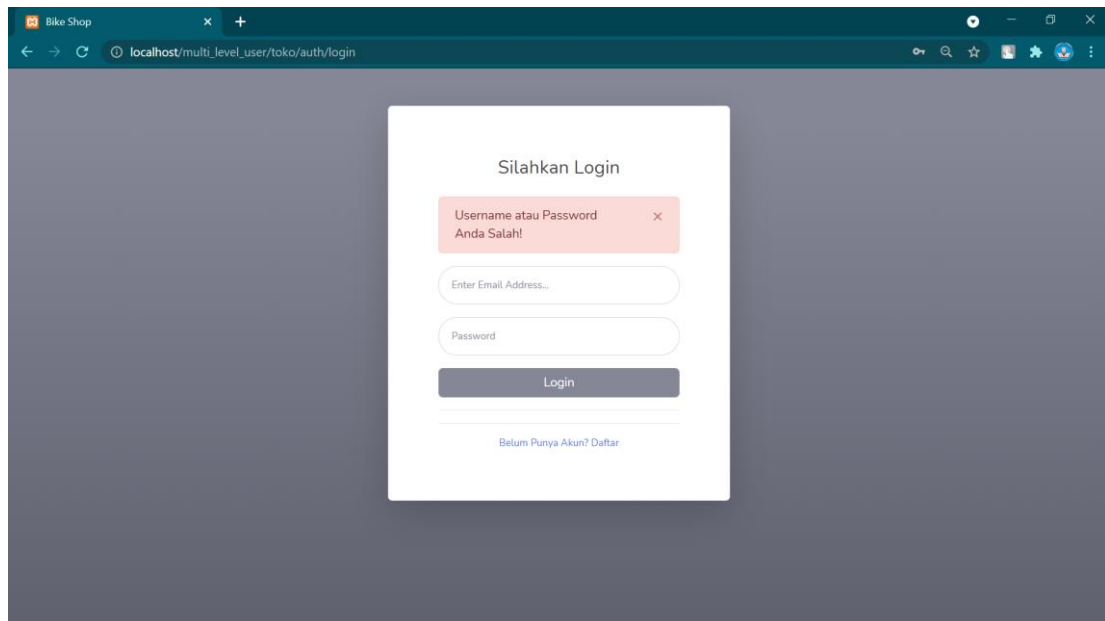 Bike Shop
localhost/multi_level_user/toko/auth/login
Silahkan Login
Username atau Password
Anda Salah!
Enter Email Address...
Password
Login
Belum Punya Akun? Daftar